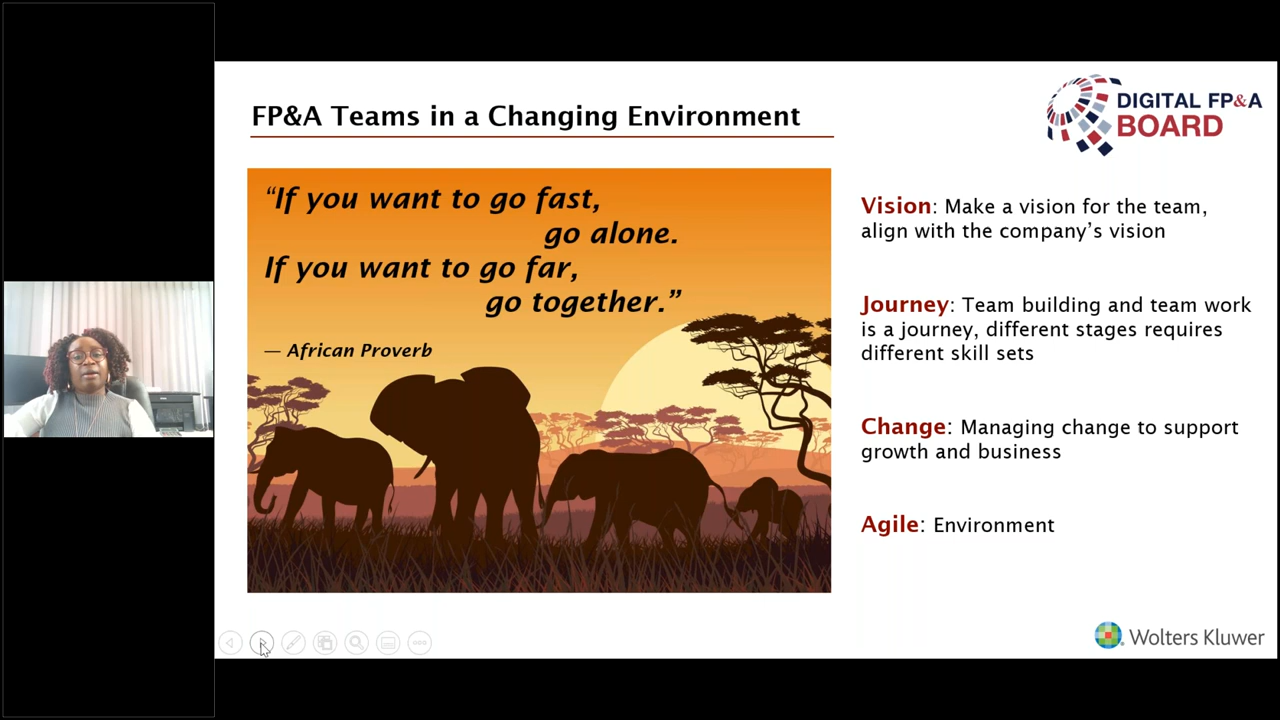 FP&A Teams in a Changing Environment
DIGITAL FP&A
BOARD
“If you want to go fast,
go alone.
If you want to go far,
go together.”
— African Proverb
Vision: Make a vision for the team,
align with the company’s vision
Journey: Team building and team work
is a journey, different stages requires
different skill sets
Change: Managing change to support
growth and business
Agile: Environment
Wolters Kluwer